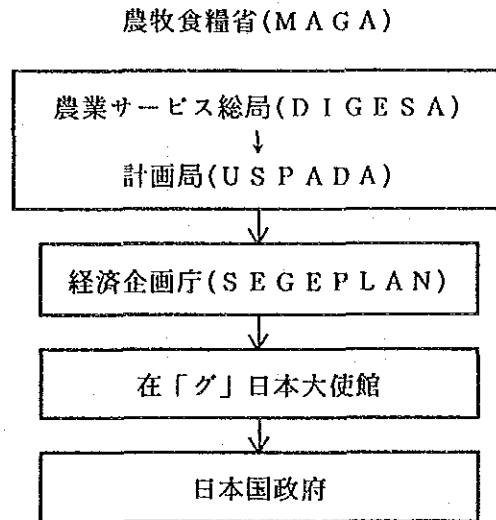 農牧食糧省(MAGA)
農業サービス総局(DIGESA)
↓
計画局(USPADA)
経済企画庁(SEGEPLAN)
在「グ」日本大使館
日本国政府